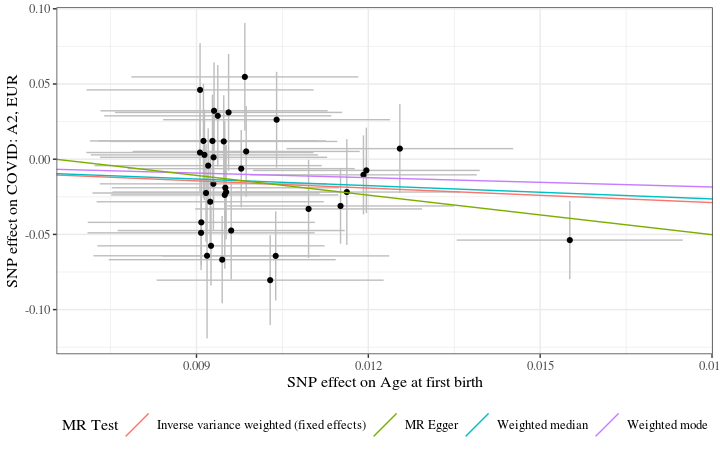 SNP effect on COVID: A2, EUR
0.10
0.05
0.00
-0.05
-0.10
0.009
0.012
0.015
0.01
SNP effect on Age at first birth
MR Test
Inverse variance weighted (fixed effects)
MR Egger
Weighted median
Weighted mode